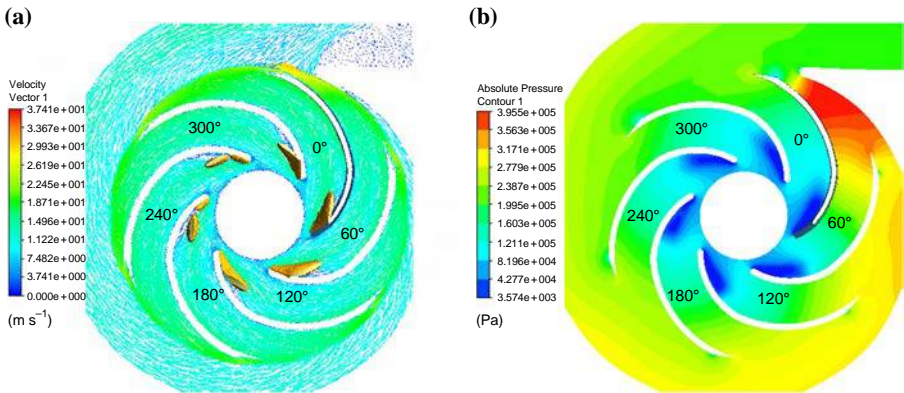 (a)
Velocity
Vector 1
3.741e + 001
3.367e + 001
2.993e + 001
2.619e + 001
2.245e + 001
1.871e + 001
1.496e + 001
1.122e + 001
7.482e + 000
3.741e + 000
0.000e + 000
(m s⁻¹)
300°
0°
240°
60°
180°
120°
(b)
Absolute Pressure
Contour 1
3.955e + 005
3.563e + 005
3.171e + 005
2.779e + 005
2.387e + 005
1.995e + 005
1.603e + 005
1.211e + 005
8.196e + 004
4.277e + 004
3.574e + 003
(Pa)
300°
0°
240°
60°
180°
120°